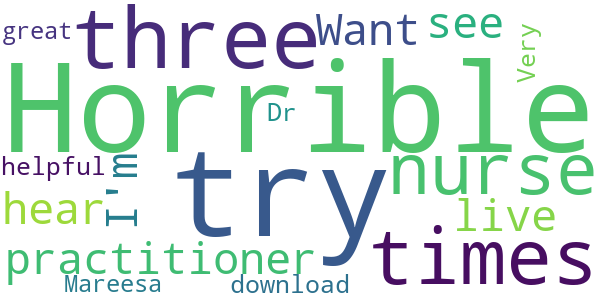 great three Want see Very
Horrible
Dr
helpful I'm try nurse
hear live
practitioner times
Mareesa download